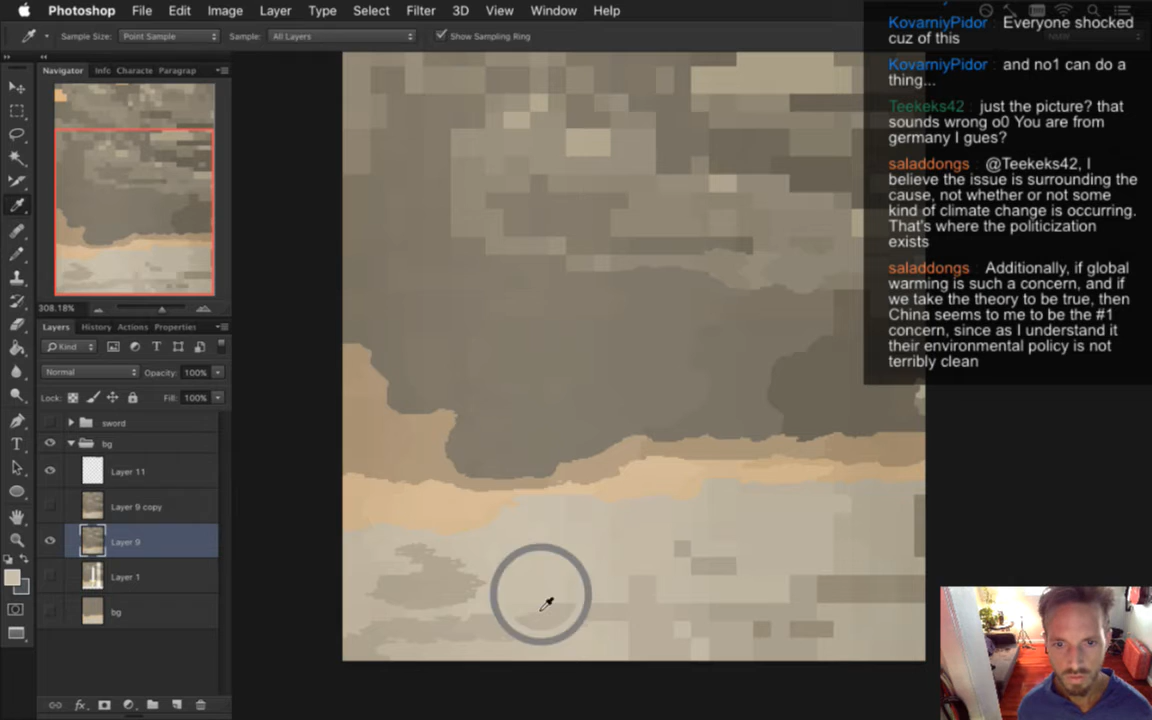 Photoshop File Edit Image Layer Type Select Filter 3D View Window Help
Sample Size: Point Sample Sample: All Layers Show Sampling Ring
Navigator Info Characte Paragrap
308.18%
Layers History Actions Properties
Kind
Normal Opacity: 100%
Lock: Fill: 100%
sword
bg
Layer 11
Layer 9 copy
Layer 9
Layer 1
bg
fx
KovarniyPidor : Everyone shocked
cuz of this
KovarniyPidor : and no1 can do a
thing...
Teekeks42 : just the picture? that
sounds wrong o0 You are from
germany I gues?
saladdongs : @Teekeks42, I
believe the issue is surrounding the
cause, not whether or not some
kind of climate change is occurring.
That's where the politicization
exists
saladdongs : Additionally, if global
warming is such a concern, and if
we take the theory to be true, then
China seems to me to be the #1
concern, since as I understand it
their environmental policy is not
terribly clean